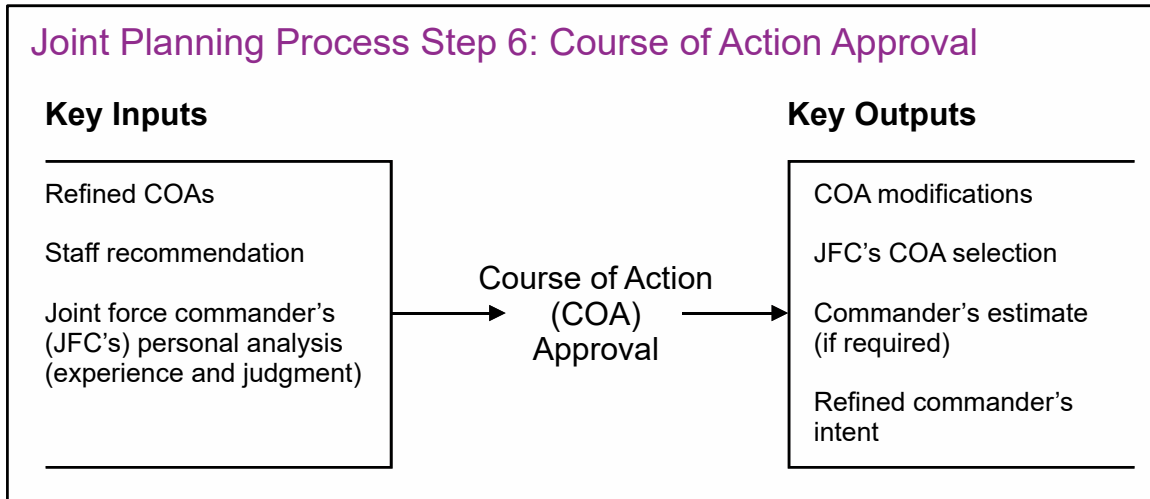 Joint Planning Process Step 6: Course of Action Approval
Key Inputs
Refined COAs
Staff recommendation
Joint force commander’s
(JFC’s) personal analysis
(experience and judgment)
Course of Action
(COA)
Approval
Key Outputs
COA modifications
JFC’s COA selection
Commander’s estimate
(if required)
Refined commander’s
intent